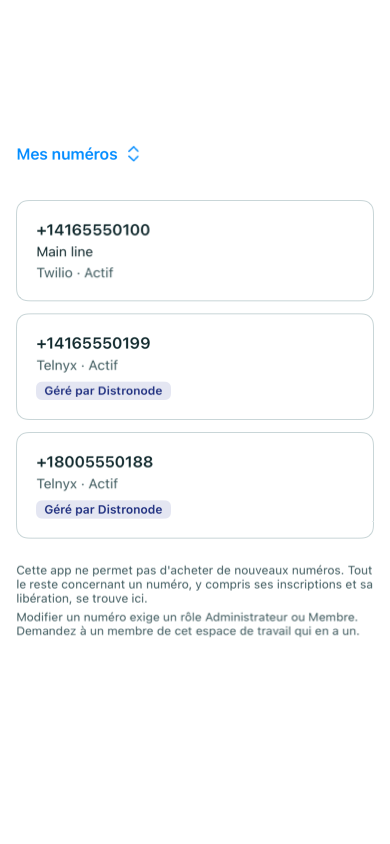 Mes numéros
+14165550100
Main line
Twilio · Actif
+14165550199
Telnyx · Actif
Géré par Distronode
+18005550188
Telnyx · Actif
Géré par Distronode
Cette app ne permet pas d'acheter de nouveaux numéros. Tout
le reste concernant un numéro, y compris ses inscriptions et sa
libération, se trouve ici.
Modifier un numéro exige un rôle Administrateur ou Membre.
Demandez à un membre de cet espace de travail qui en a un.